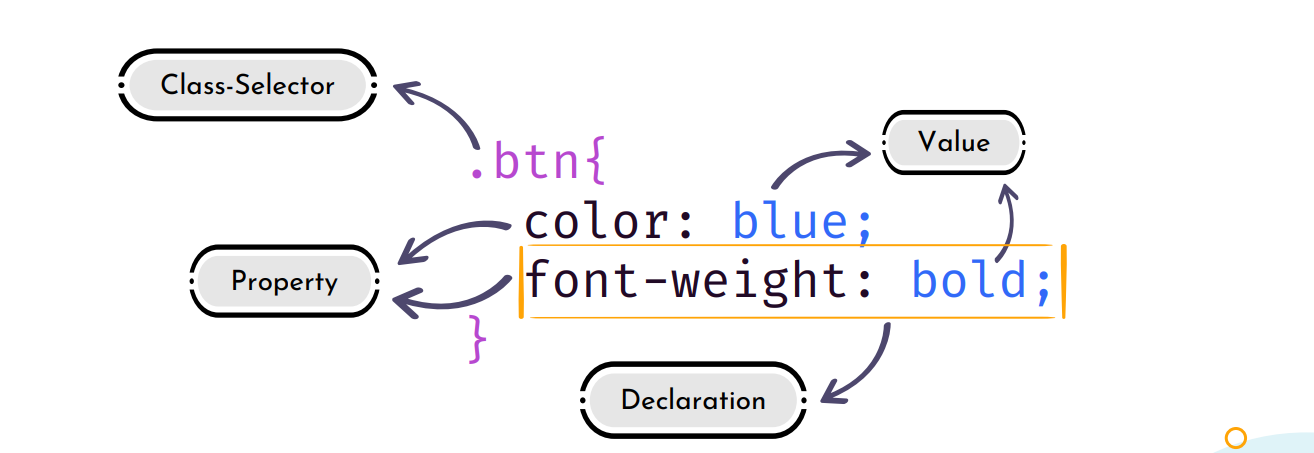 Class-Selector
.btn{
Value
color: blue;
Property
font-weight: bold;
}
Declaration